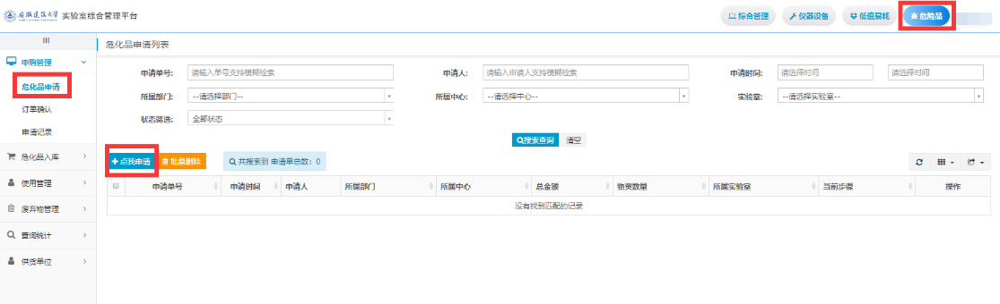 安徽建筑大学 实验室综合管理平台
综合管理 仪器设备 低值易耗 危险品
危化品申请列表
申购管理
危化品申请
订单确认
申请记录
危化品入库
使用管理
废弃物管理
查询统计
供货单位
申请单号: 请输入单号支持模糊检索 申请人: 请输入申请人支持模糊检索 申请时间: 请选择时间 请选择时间
所属部门: --请选择部门-- 所属中心: --请选择中心-- 实验室: --请选择实验室--
状态筛选: 全部状态
搜索查询 清空
点我申请 批量删除 共搜索到 申请单总数: 0
申请单号 申请时间 申请人 所属部门 所属中心 总金额 物资数量 所属实验室 当前步骤 操作
没有找到匹配的记录